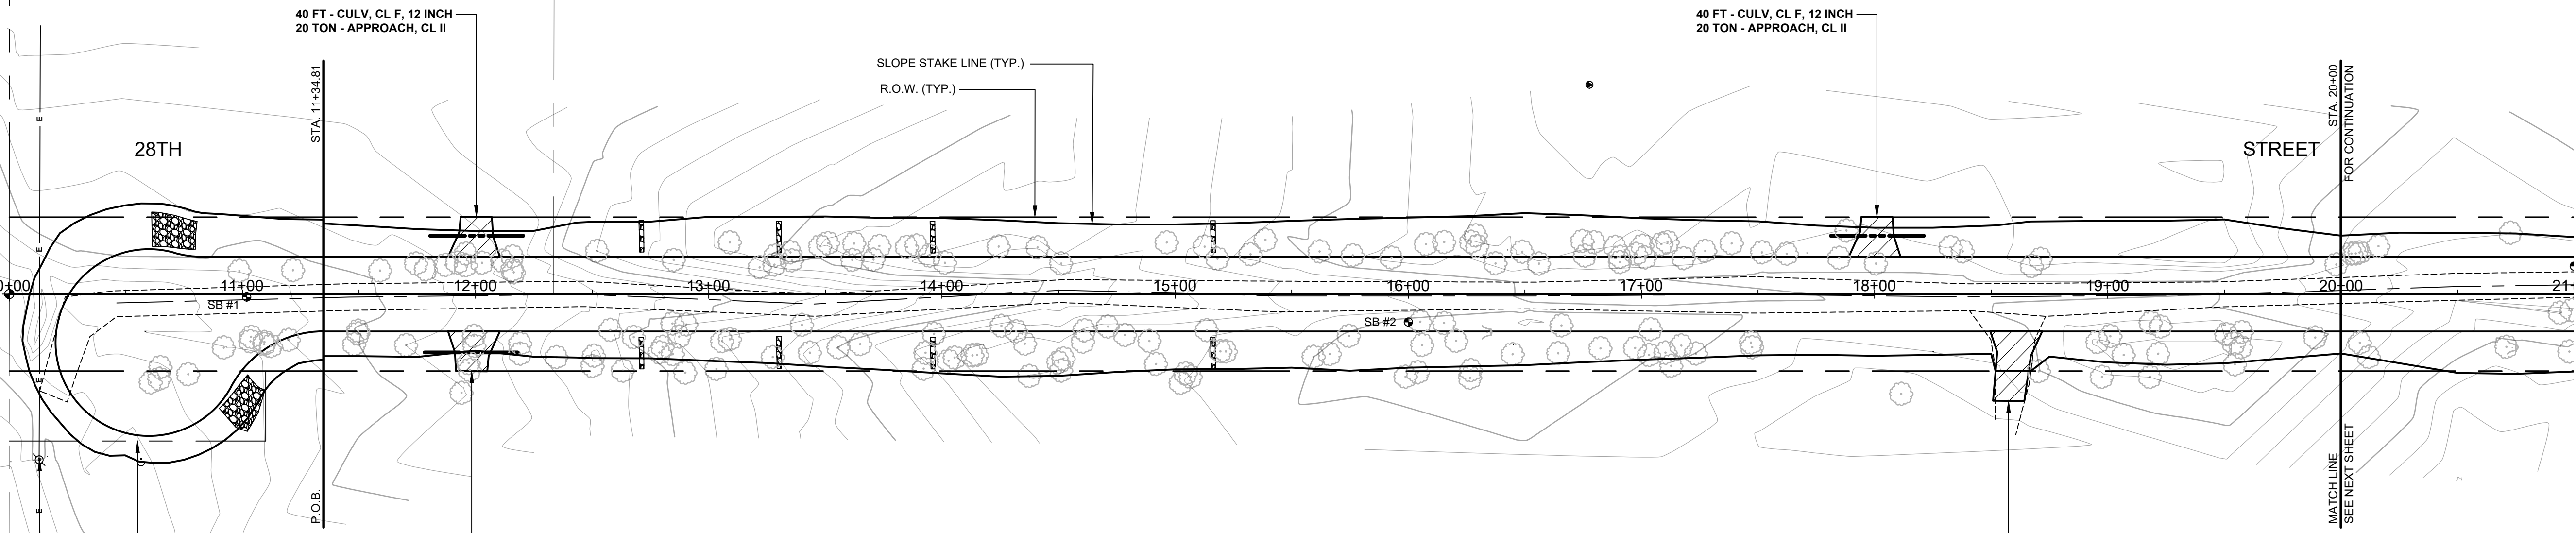 40 FT - CULV, CL F, 12 INCH
20 TON - APPROACH, CL II
40 FT - CULV, CL F, 12 INCH
20 TON - APPROACH, CL II
SLOPE STAKE LINE (TYP.)
R.O.W. (TYP.)
STA. 11+34.81
STA. 20+00
FOR CONTINUATION
28TH
STREET
E
E
E
E
0+00
11+00
12+00
13+00
14+00
15+00
16+00
17+00
18+00
19+00
20+00
21+
SB #1
SB #2
P.O.B.
MATCH LINE
SEE NEXT SHEET